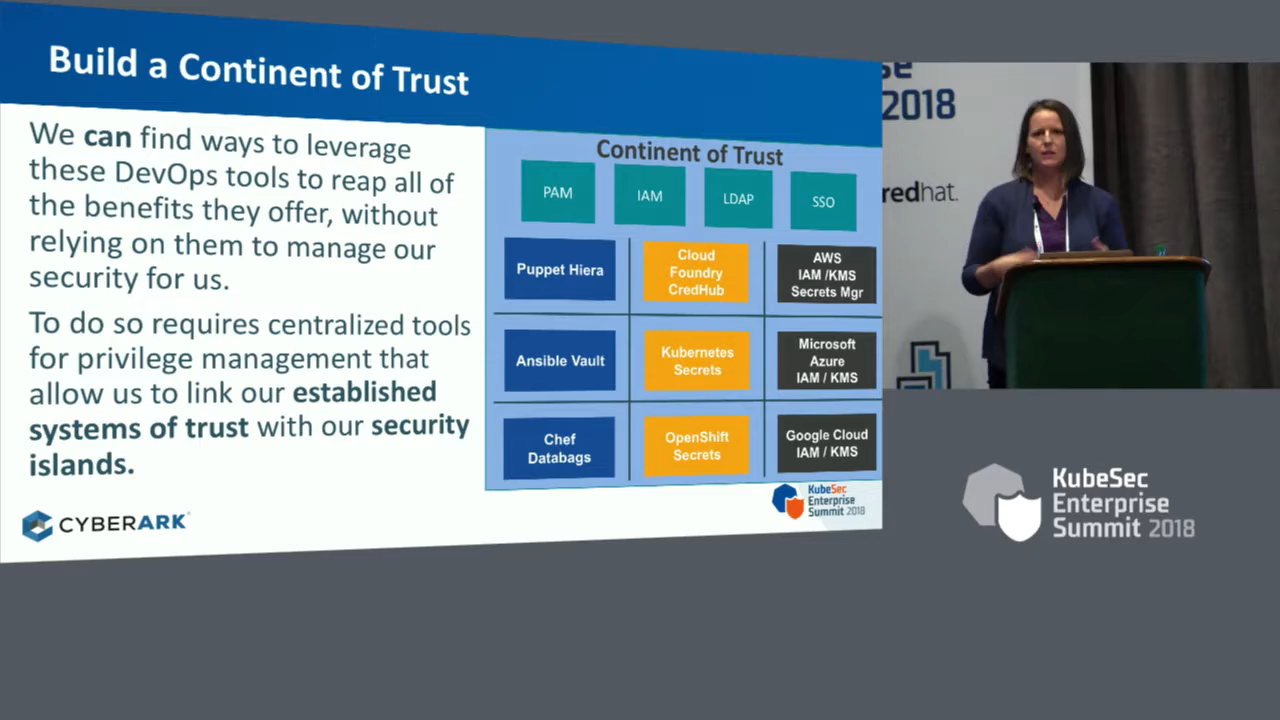 Build a Continent of Trust
We can find ways to leverage
these DevOps tools to reap all of
the benefits they offer, without
relying on them to manage our
security for us.
To do so requires centralized tools
for privilege management that
allow us to link our established
systems of trust with our security
islands.
CYBERARK
Continent of Trust
PAM
IAM
LDAP
SSO
Puppet Hiera
Cloud
Foundry
CredHub
AWS
IAM /KMS
Secrets Mgr
Ansible Vault
Kubernetes
Secrets
Microsoft
Azure
IAM / KMS
Chef
Databags
OpenShift
Secrets
Google Cloud
IAM / KMS
KubeSec
Enterprise
Summit 2018
se
2018
redhat.
KubeSec
Enterprise
Summit 2018